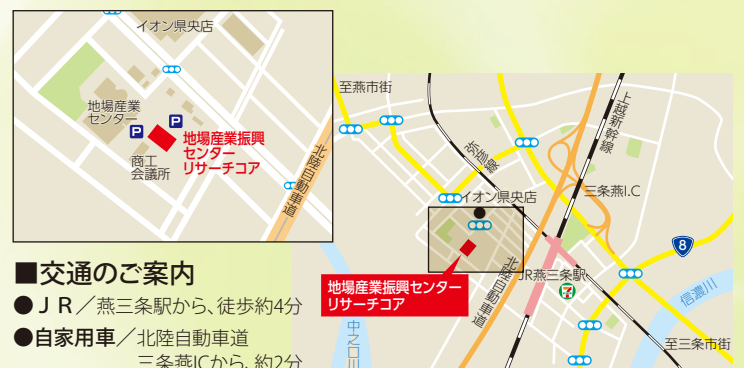 イオン県央店
地場産業
センター
P
P
地場産業振興
センター
リサーチコア
商工
会議所
北陸自動車道
■交通のご案内
●ＪＲ／燕三条駅から、徒歩約4分
●自家用車／北陸自動車道
三条燕ICから、約2分
至燕市街
弥彦線
上越新幹線
イオン県央店
三条燕I.C
8
地場産業振興センター
リサーチコア
北陸自動車道
JR燕三条駅
7
信濃川
中之口川
至三条市街